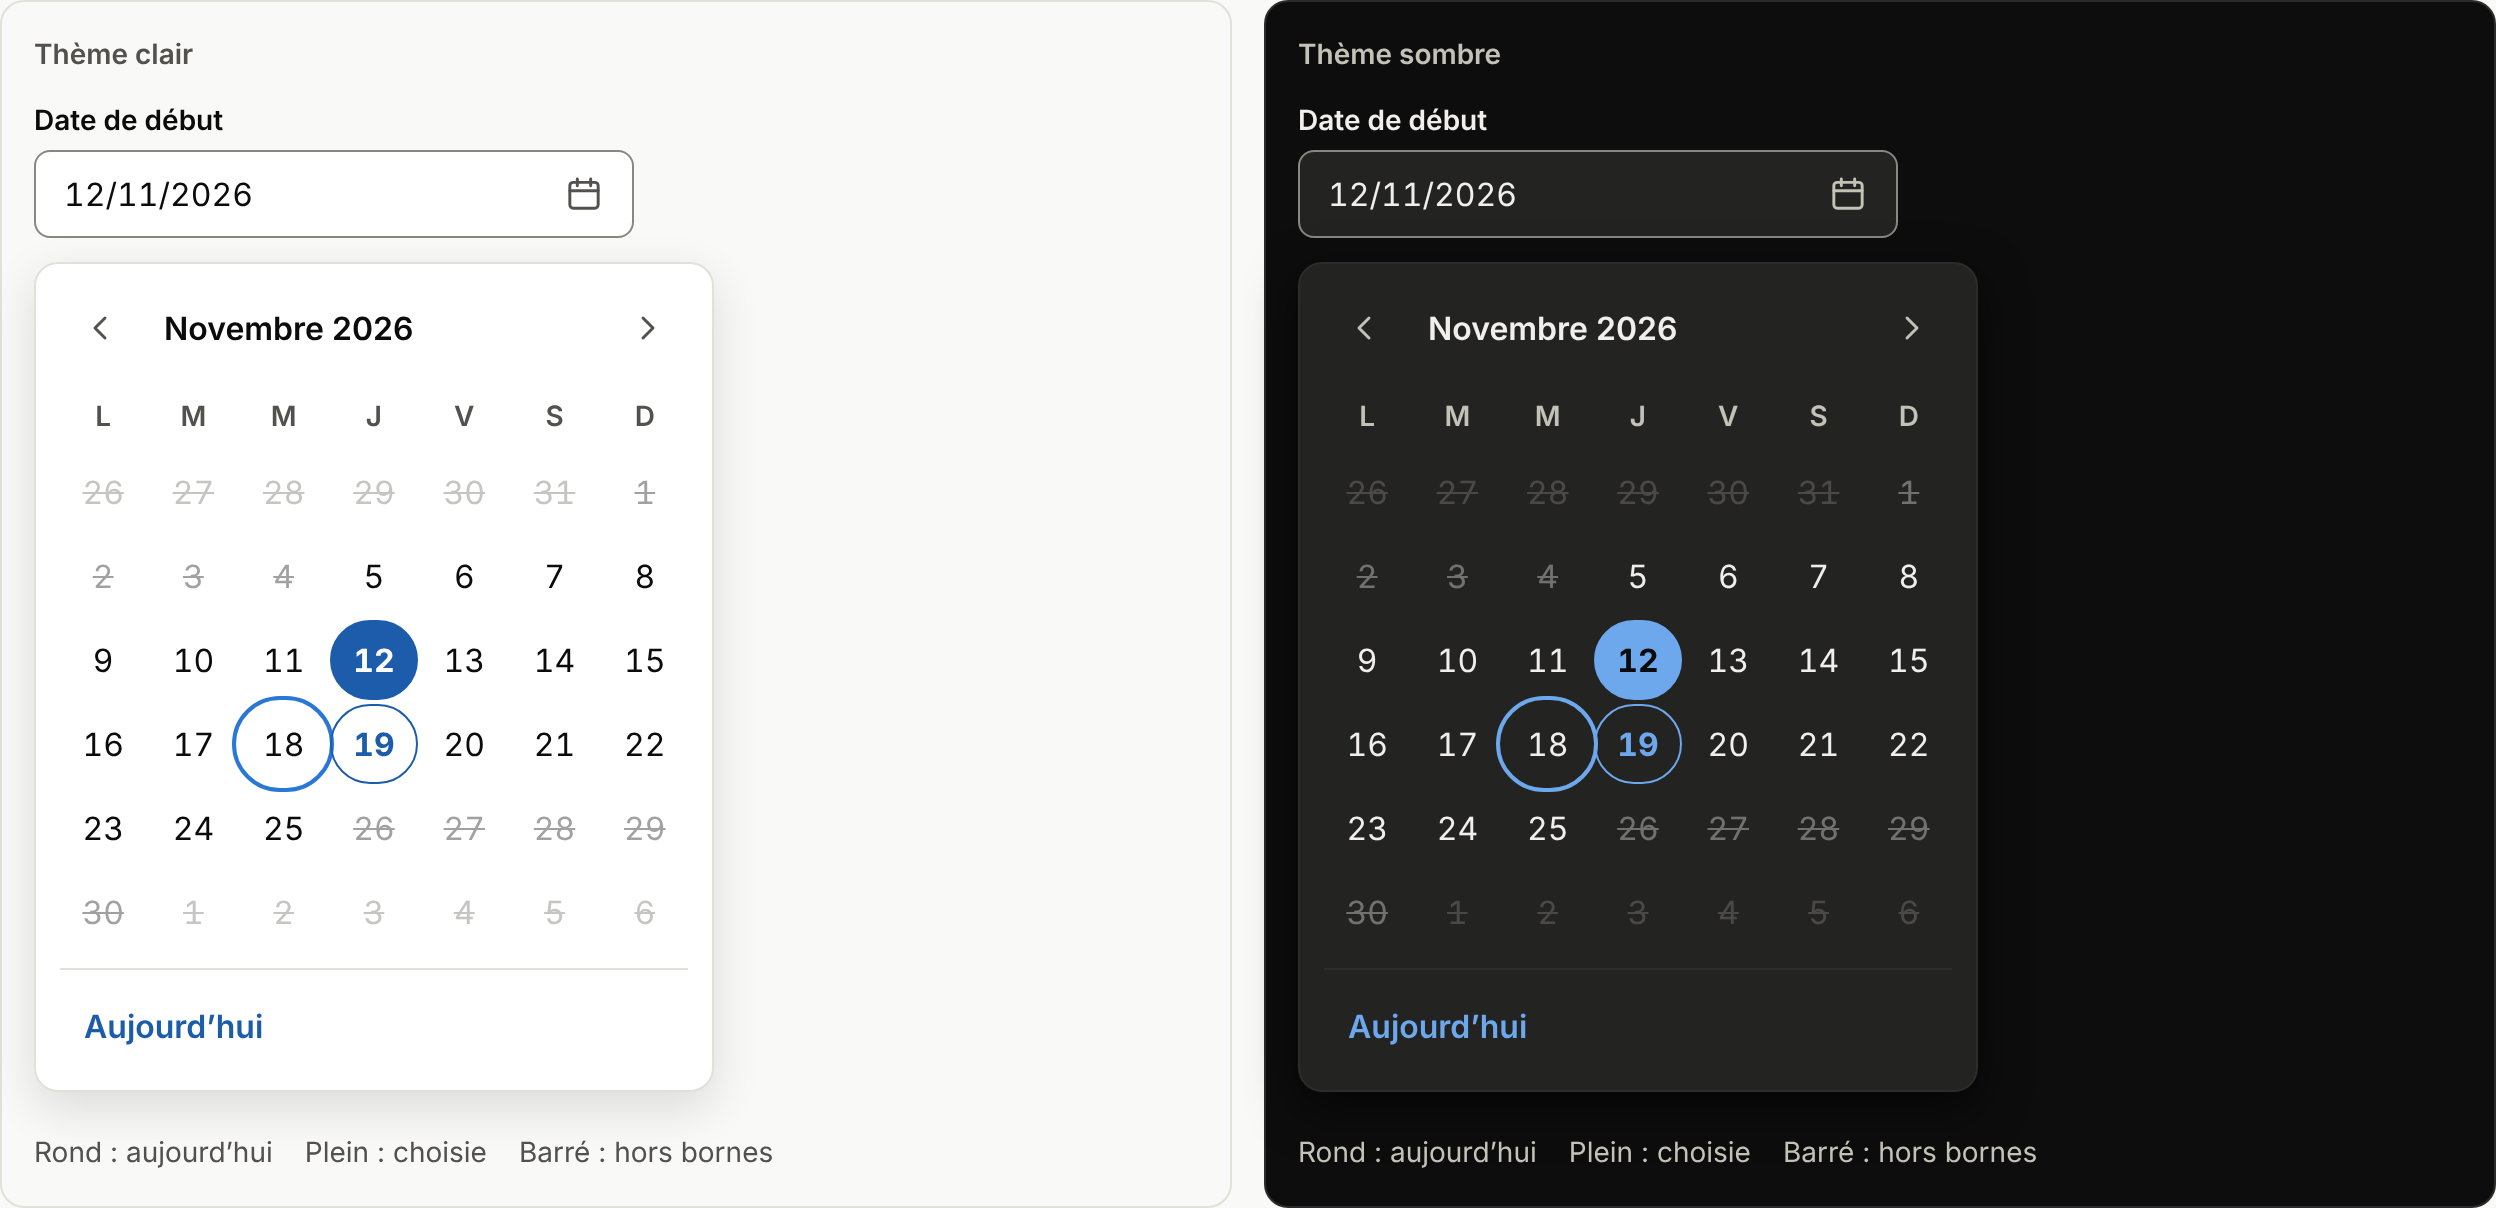 Thème clair
Date de début
12/11/2026
Novembre 2026
L M M J V S D
26 27 28 29 30 31 1
2 3 4 5 6 7 8
9 10 11 12 13 14 15
16 17 18 19 20 21 22
23 24 25 26 27 28 29
30 1 2 3 4 5 6
Aujourd’hui
Rond : aujourd’hui Plein : choisie Barré : hors bornes
Thème sombre
Date de début
12/11/2026
Novembre 2026
L M M J V S D
26 27 28 29 30 31 1
2 3 4 5 6 7 8
9 10 11 12 13 14 15
16 17 18 19 20 21 22
23 24 25 26 27 28 29
30 1 2 3 4 5 6
Aujourd’hui
Rond : aujourd’hui Plein : choisie Barré : hors bornes